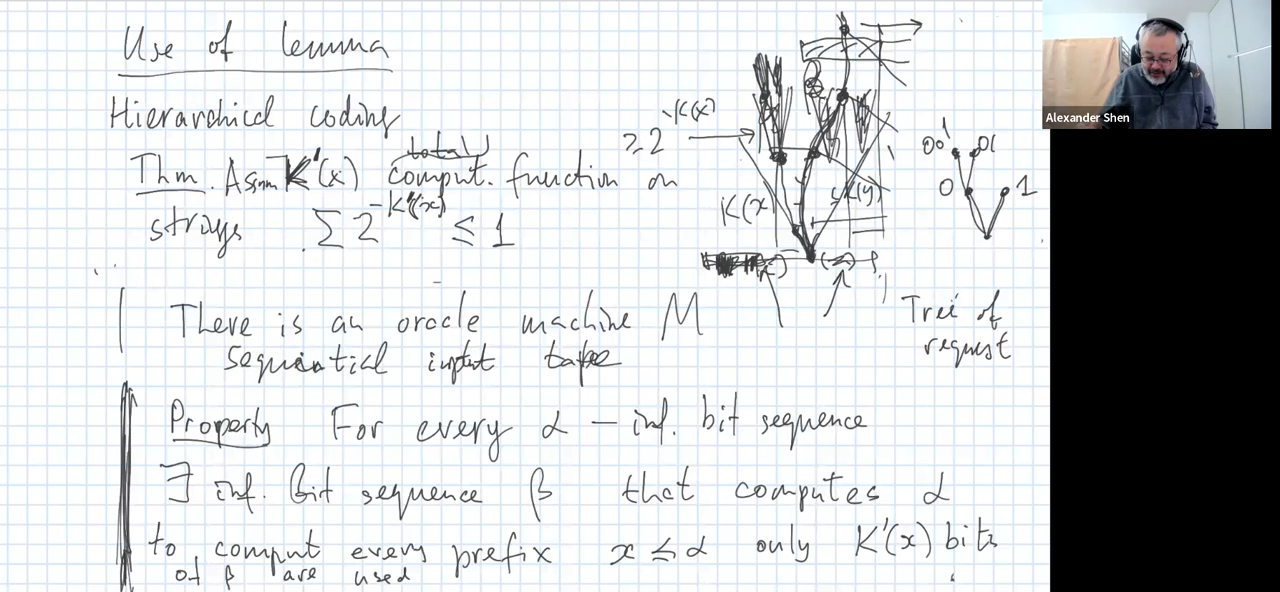 Use of lemma
Hierarchical coding
Thm. Assum K'(x) total comput. function on
strings ∑2^-K'(x) ≤ 1
There is an oracle machine M
sequential input tape
Property For every α – inf. bit sequence
∃ inf. bit sequence β that computes α
to comput every prefix x ≤ α only K'(x) bits
of β are used
≥2^-K(x)
K(x)
K(y)
00 01
0 1
Tree of
request
Alexander Shen